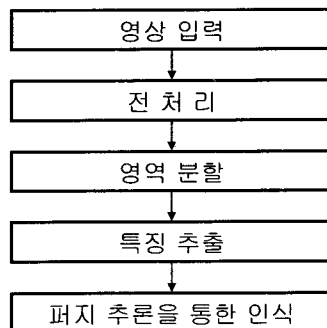 영상 입력
전 처 리
영역 분할
특징 추출
퍼지 추론을 통한 인식